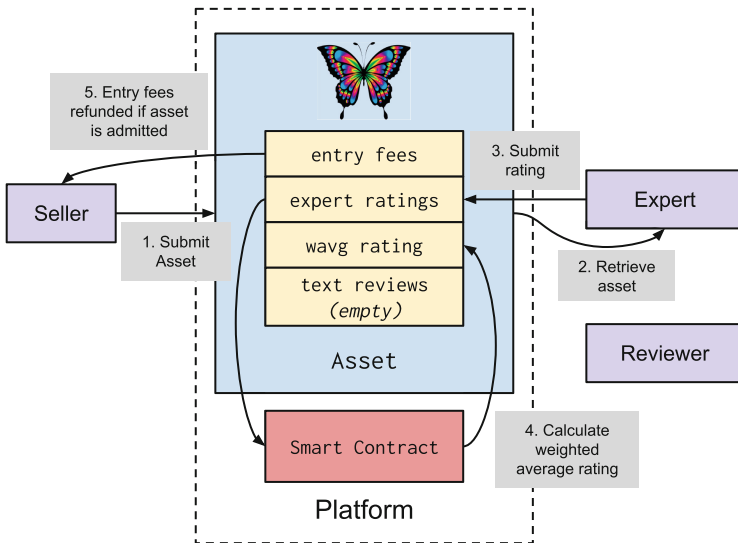 5. Entry fees
refunded if asset
is admitted
entry fees
3. Submit
rating
expert ratings
Seller
Expert
1. Submit
Asset
wavg rating
2. Retrieve
asset
text reviews
(empty)
Asset
Reviewer
Smart Contract
4. Calculate
weighted
average rating
Platform